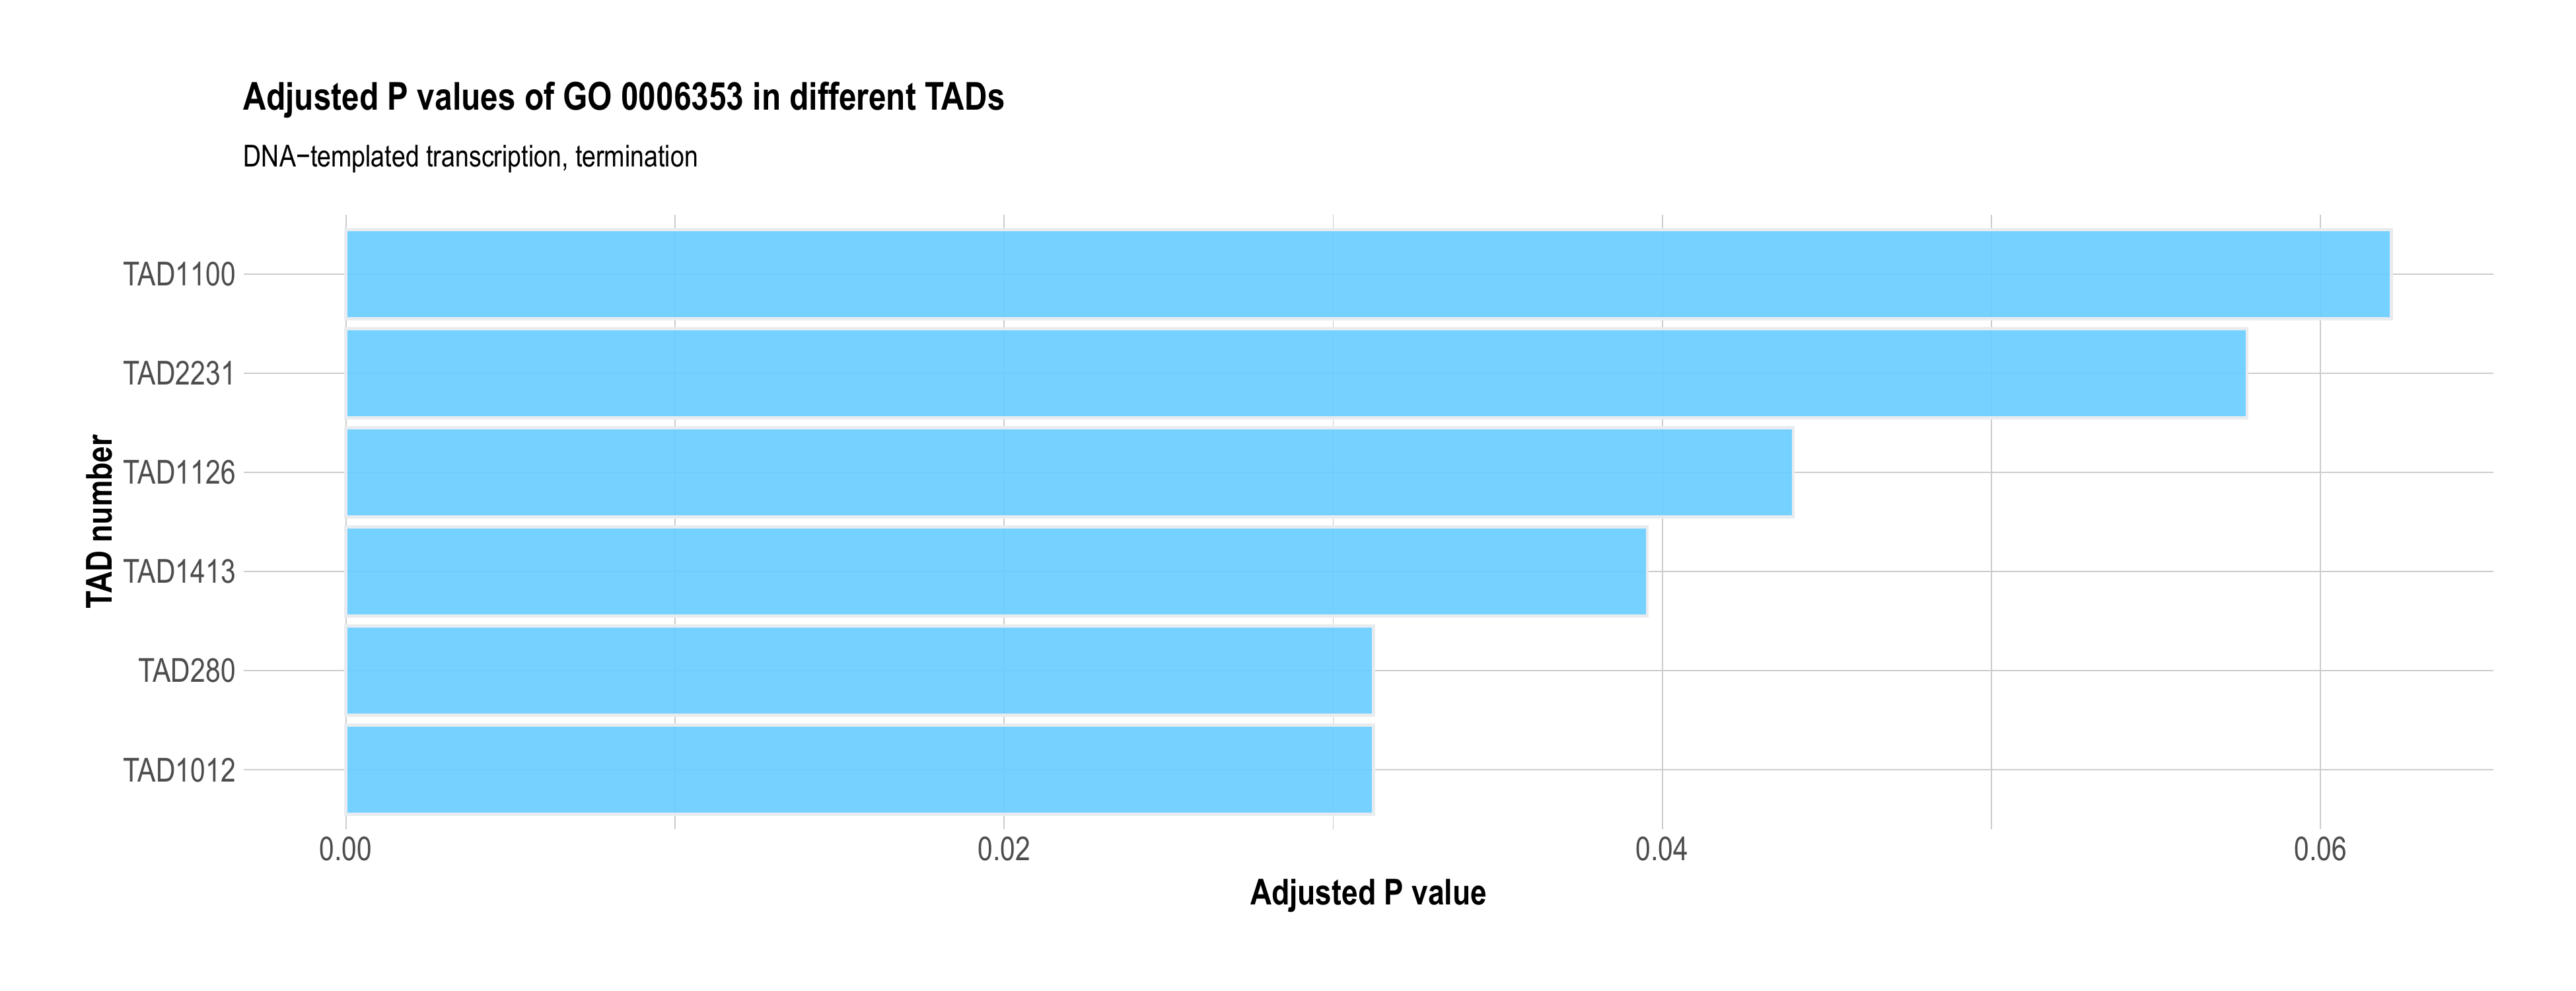 Adjusted P values of GO 0006353 in different TADs
DNA−templated transcription, termination
TAD number
TAD1100
TAD2231
TAD1126
TAD1413
TAD280
TAD1012
0.00 0.02 0.04 0.06
Adjusted P value